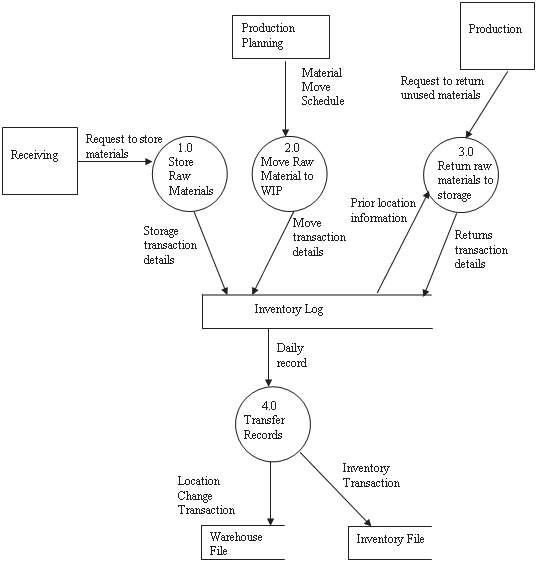 Production
Planning
Production
Material
Move
Schedule
Request to return
unused materials
Receiving
Request to store
materials
1.0
Store
Raw
Materials
2.0
Move Raw
Material to
WIP
3.0
Return raw
materials to
storage
Prior location
information
Storage
transaction
details
Move
transaction
details
Returns
transaction
details
Inventory Log
Daily
record
4.0
Transfer
Records
Location
Change
Transaction
Inventory
Transaction
Warehouse
File
Inventory File